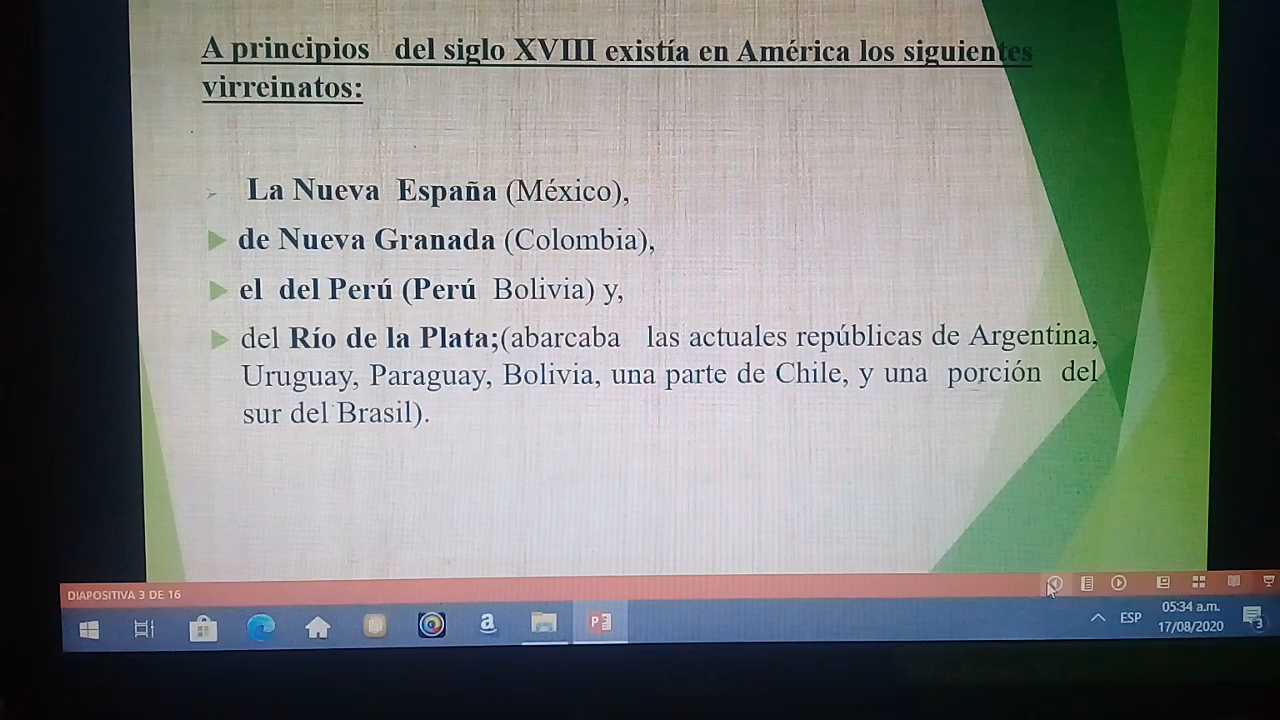 A principios del siglo XVIII existía en América los siguientes
virreinatos:
La Nueva España (México),
de Nueva Granada (Colombia),
el del Perú (Perú Bolivia) y,
del Río de la Plata;(abarcaba las actuales repúblicas de Argentina,
Uruguay, Paraguay, Bolivia, una parte de Chile, y una porción del
sur del Brasil).
DIAPOSITIVA 3 DE 16
ESP
05:34 a.m.
17/08/2020
3